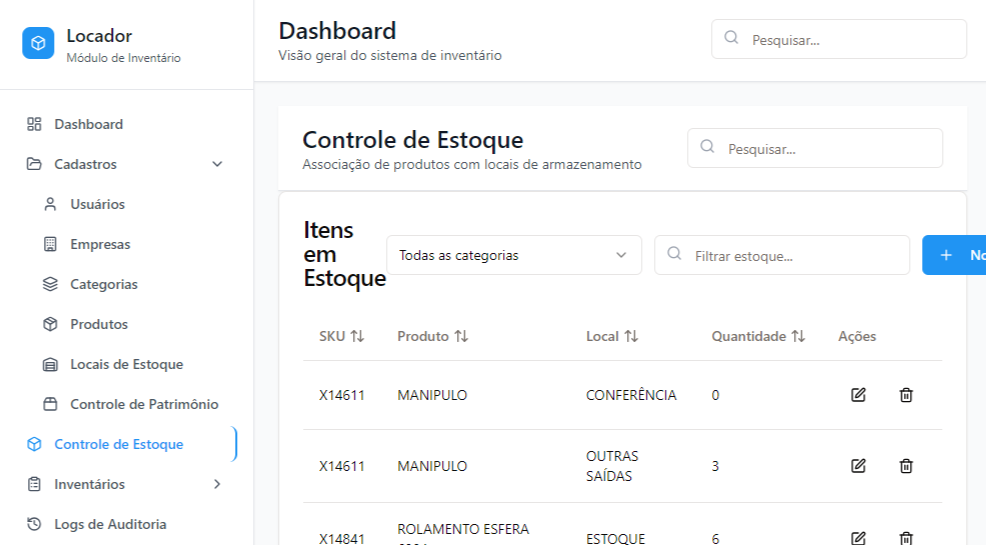 Locador
Módulo de Inventário
Dashboard
Cadastros
Usuários
Empresas
Categorias
Produtos
Locais de Estoque
Controle de Patrimônio
Controle de Estoque
Inventários
Logs de Auditoria
Dashboard
Visão geral do sistema de inventário
Pesquisar...
Controle de Estoque
Associação de produtos com locais de armazenamento
Pesquisar...
Itens
em
Estoque
Todas as categorias
Filtrar estoque...
SKU Produto Local Quantidade Ações
X14611 MANIPULO CONFERÊNCIA 0
X14611 MANIPULO OUTRAS
SAÍDAS 3
X14841 ROLAMENTO ESFERA
ESTOQUE 6